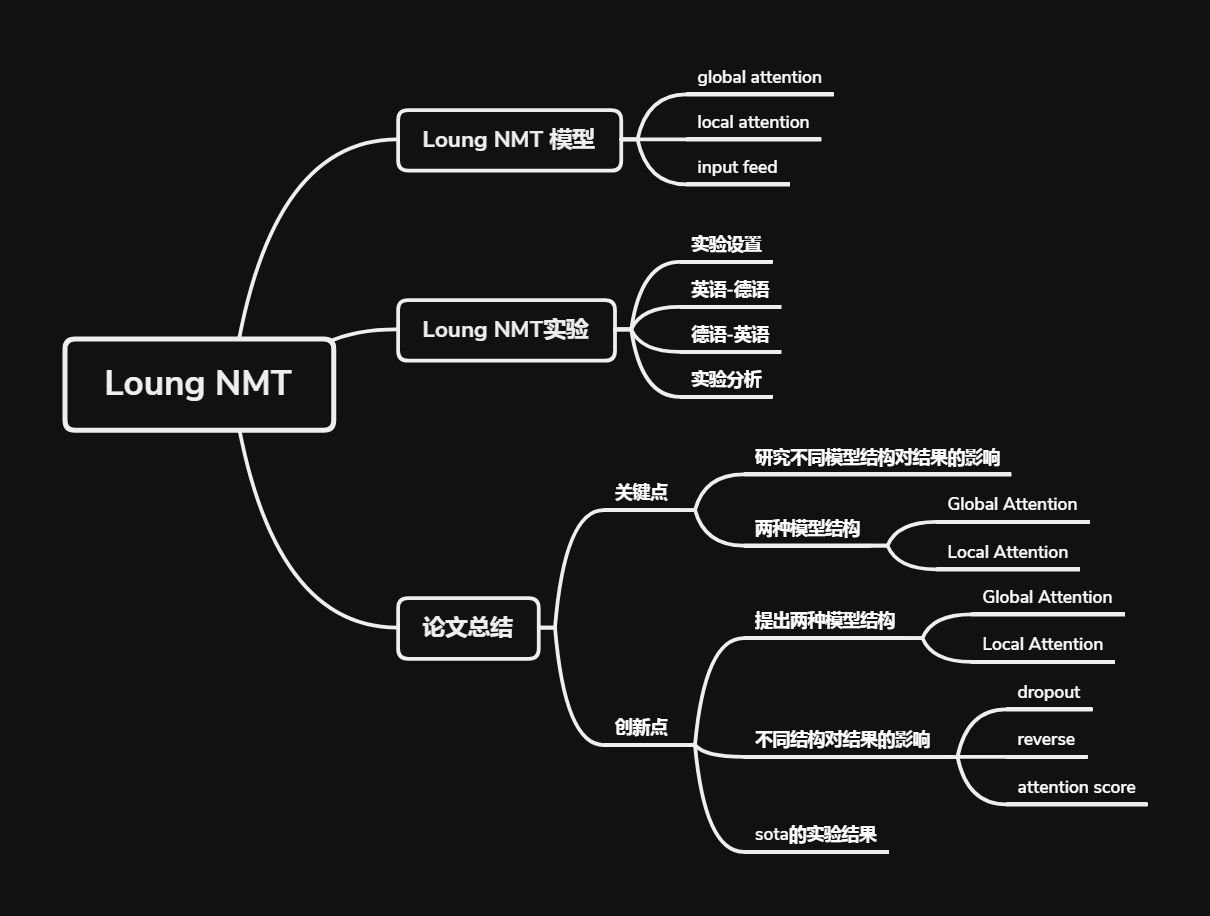 Loung NMT
Loung NMT 模型
global attention
local attention
input feed
Loung NMT实验
实验设置
英语-德语
德语-英语
实验分析
论文总结
关键点
研究不同模型结构对结果的影响
两种模型结构
Global Attention
Local Attention
创新点
提出两种模型结构
Global Attention
Local Attention
不同结构对结果的影响
dropout
reverse
attention score
sota的实验结果